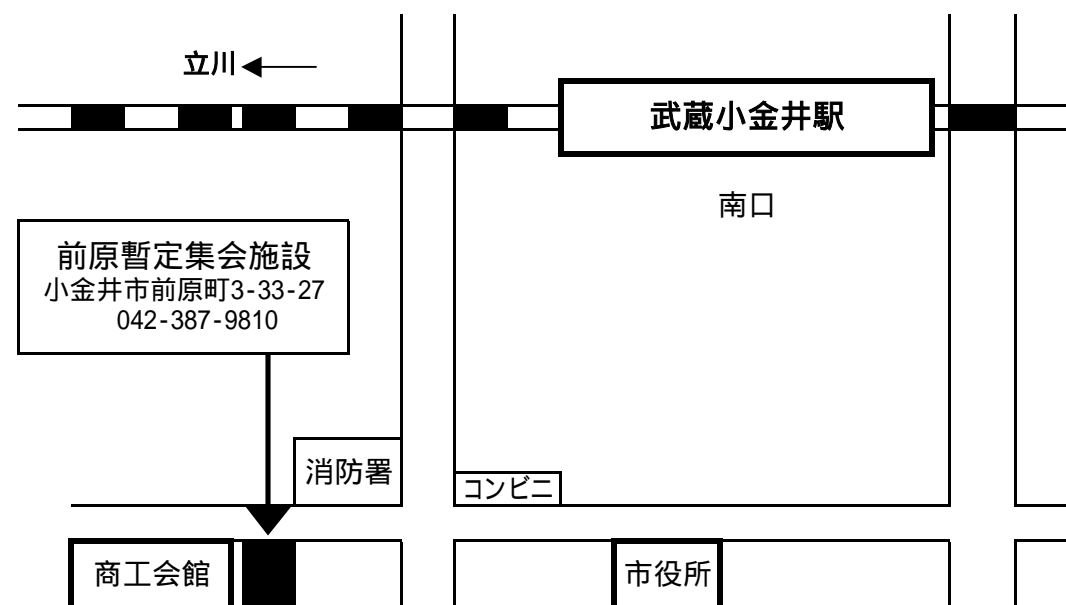 立川
武蔵小金井駅
南口
前原暫定集会施設
小金井市前原町3-33-27
042-387-9810
消防署
コンビニ
商工会館
市役所